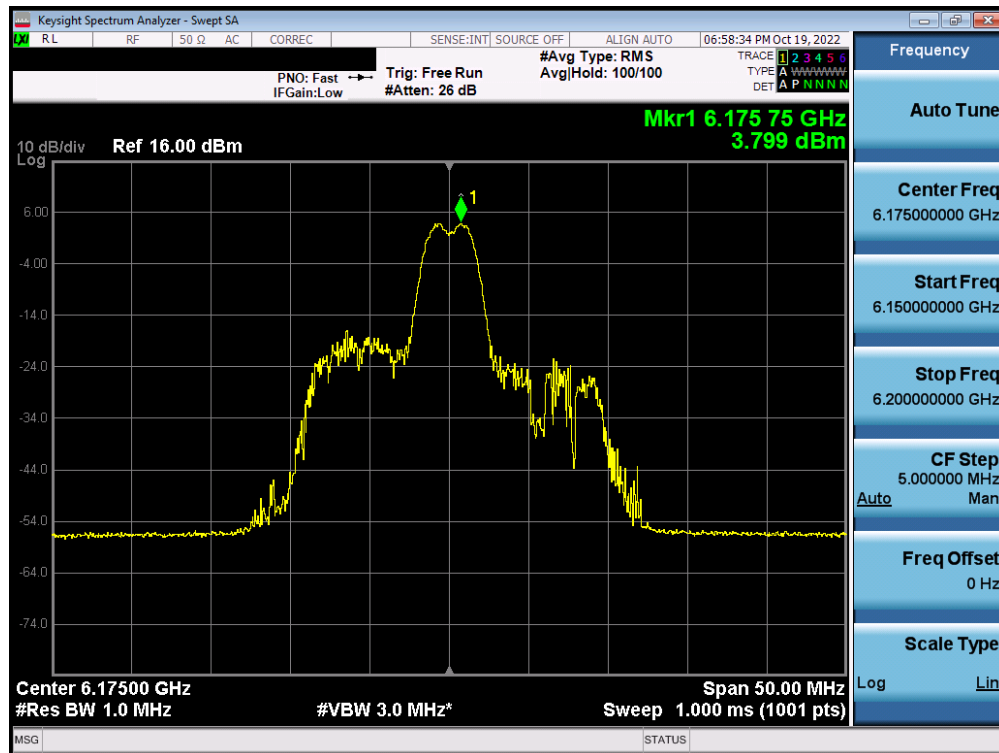 Keysight Spectrum Analyzer - Swept SA
LXI RL RF 50 Ω AC CORREC SENSE:INT SOURCE OFF ALIGN AUTO 06:58:34 PM Oct 19, 2022
PNO: Fast
IFGain:Low
Trig: Free Run
#Atten: 26 dB
#Avg Type: RMS
Avg|Hold: 100/100
TRACE 1 2 3 4 5 6
TYPE A WWWWW
DET A P N N N N
Mkr1 6.175 75 GHz
3.799 dBm
10 dB/div Ref 16.00 dBm
Log
1
6.00
-4.00
-14.0
-24.0
-34.0
-44.0
-54.0
-64.0
-74.0
Center 6.17500 GHz Span 50.00 MHz
#Res BW 1.0 MHz #VBW 3.0 MHz* Sweep 1.000 ms (1001 pts)
MSG STATUS
Frequency
Auto Tune
Center Freq
6.175000000 GHz
Start Freq
6.150000000 GHz
Stop Freq
6.200000000 GHz
CF Step
5.000000 MHz
Auto Man
Freq Offset
0 Hz
Scale Type
Log Lin